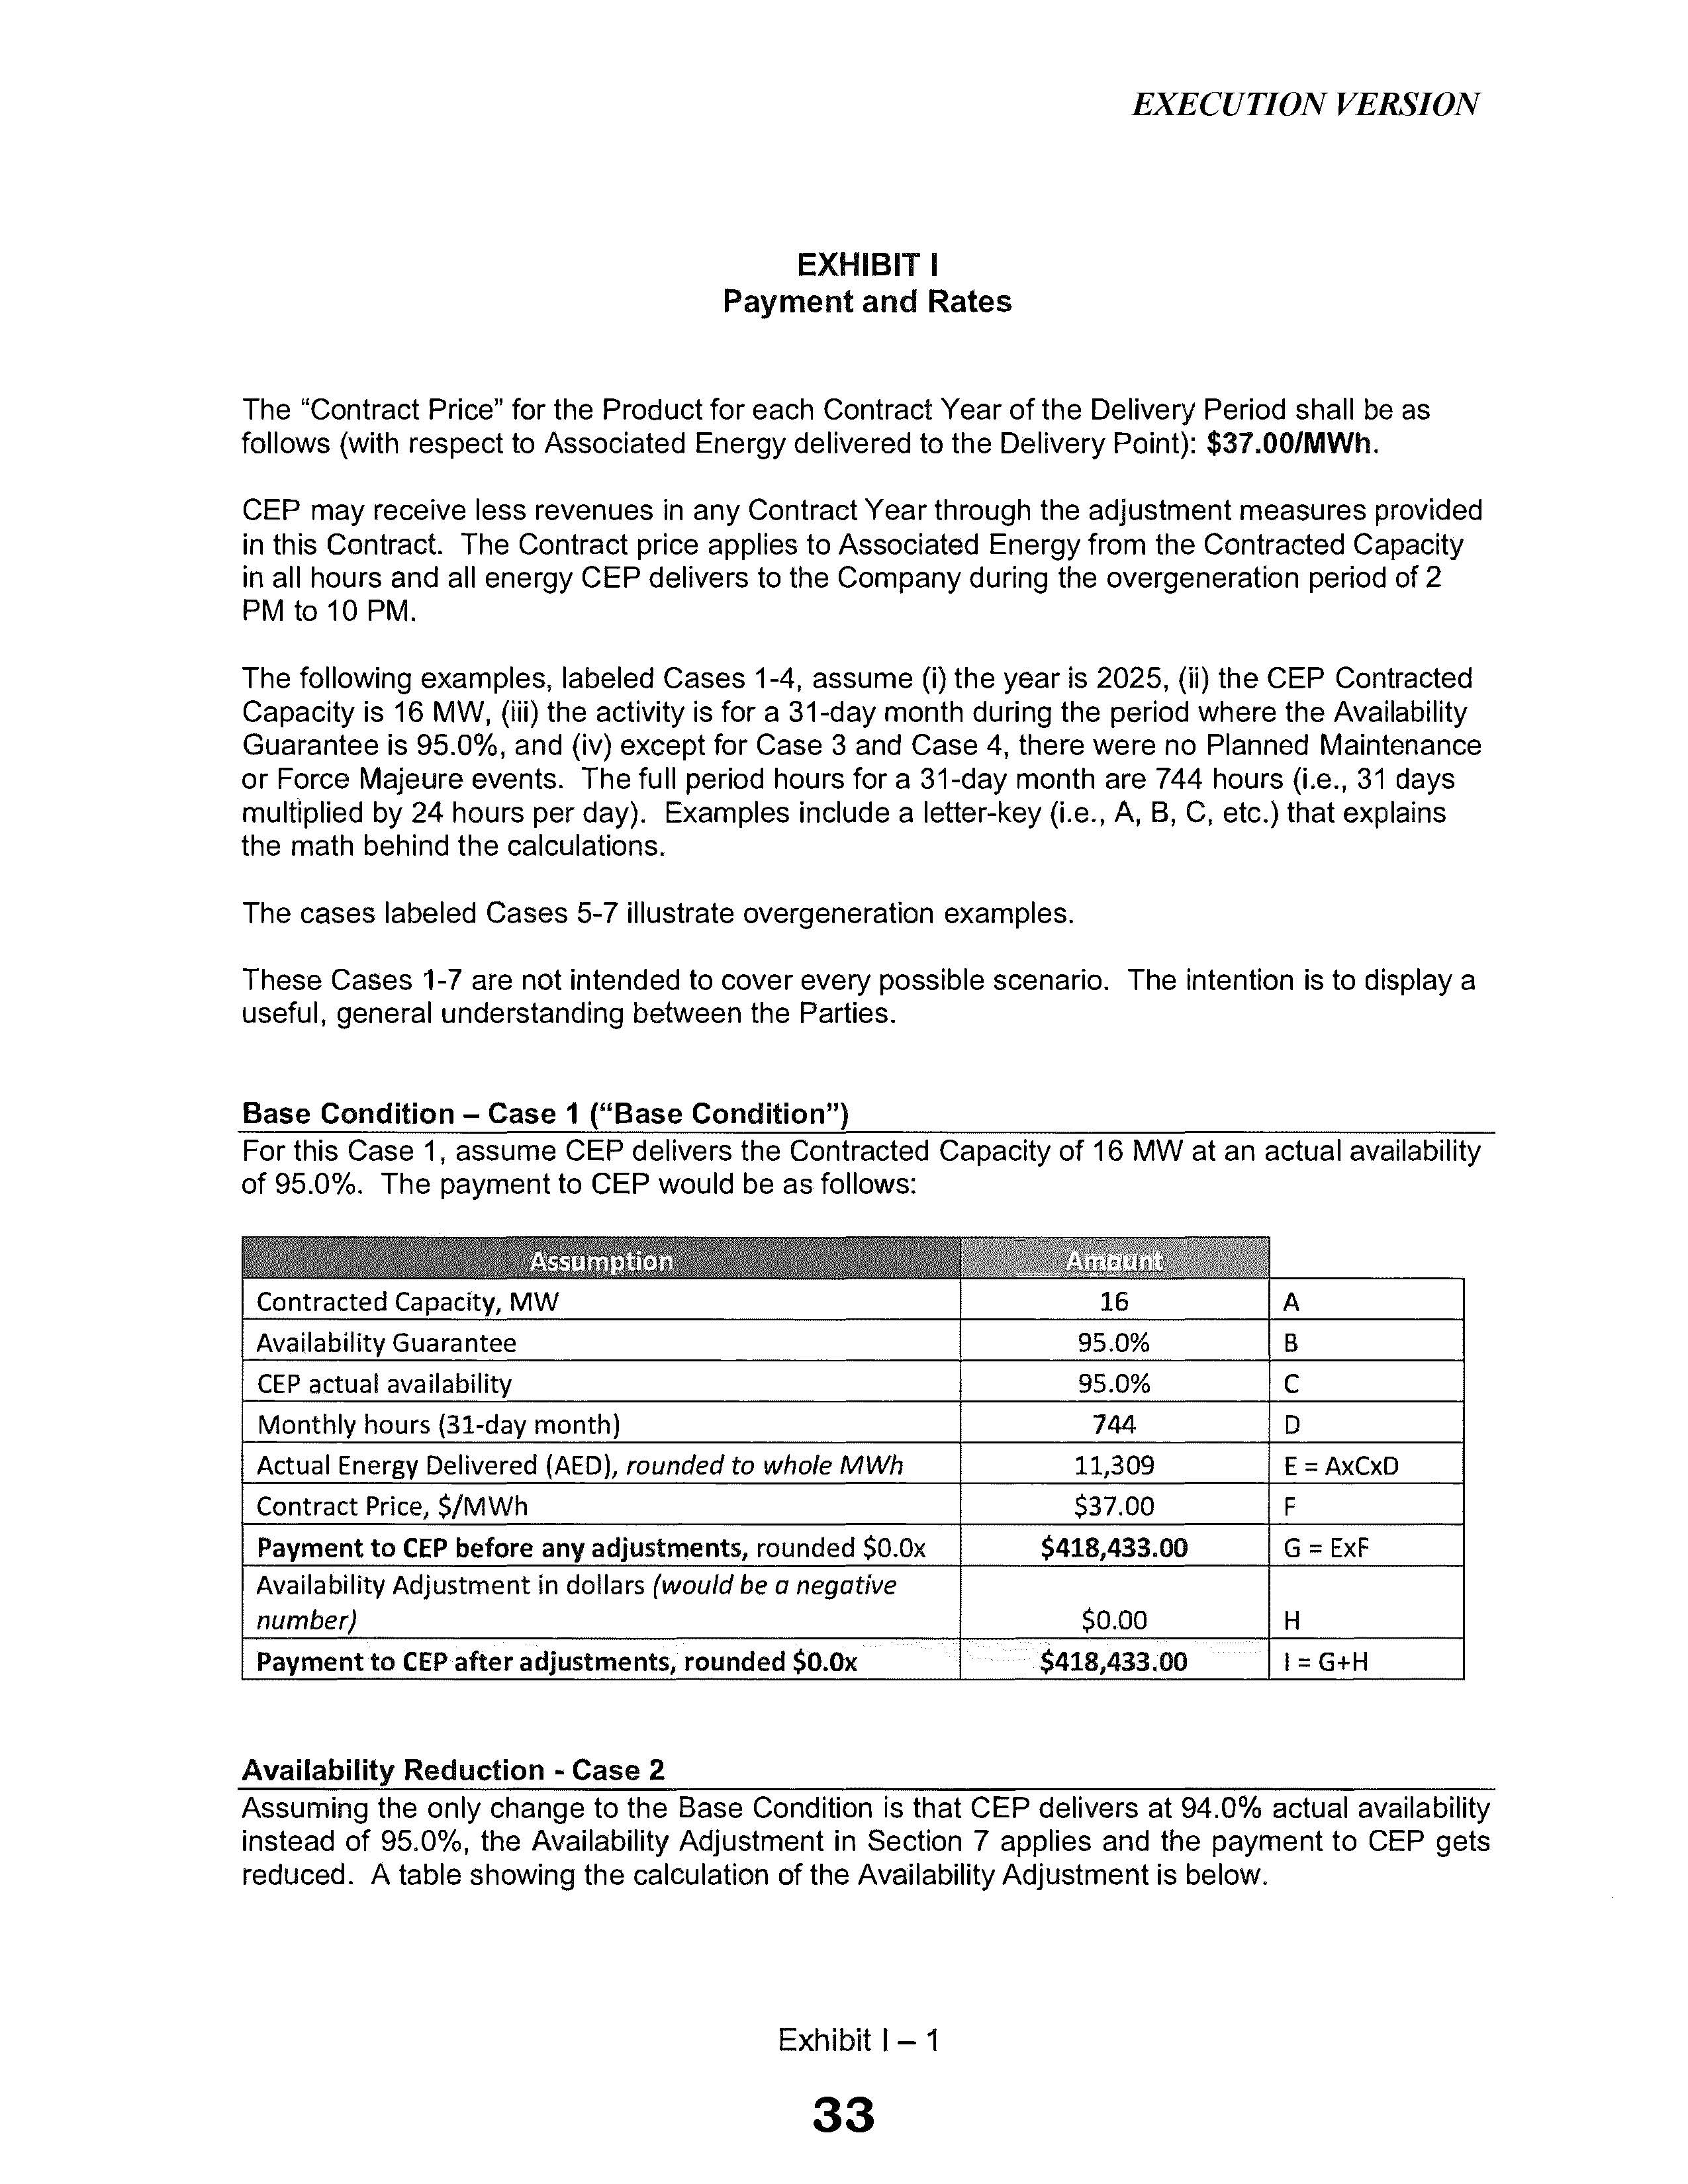 EXECUTION VERSION
EXHIBIT I
Payment and Rates
The “Contract Price” for the Product for each Contract Year of the Delivery Period shall be as
follows (with respect to Associated Energy delivered to the Delivery Point): $37.00/MWh.
CEP may receive less revenues in any Contract Year through the adjustment measures provided
in this Contract. The Contract price applies to Associated Energy from the Contracted Capacity
in all hours and all energy CEP delivers to the Company during the overgeneration period of 2
PM to 10 PM.
The following examples, labeled Cases 1-4, assume (i) the year is 2025, (ii) the CEP Contracted
Capacity is 16 MW, (iii) the activity is for a 31-day month during the period where the Availability
Guarantee is 95.0%, and (iv) except for Case 3 and Case 4, there were no Planned Maintenance
or Force Majeure events. The full period hours for a 31-day month are 744 hours (i.e., 31 days
multiplied by 24 hours per day). Examples include a letter-key (i.e., A, B, C, etc.) that explains
the math behind the calculations.
The cases labeled Cases 5-7 illustrate overgeneration examples.
These Cases 1-7 are not intended to cover every possible scenario. The intention is to display a
useful, general understanding between the Parties.
Base Condition – Case 1 (“Base Condition”)
For this Case 1, assume CEP delivers the Contracted Capacity of 16 MW at an actual availability
of 95.0%. The payment to CEP would be as follows:
Assumption Amount
Contracted Capacity, MW 16 A
Availability Guarantee 95.0% B
CEP actual availability 95.0% C
Monthly hours (31-day month) 744 D
Actual Energy Delivered (AED), rounded to whole MWh 11,309 E = AxCxD
Contract Price, $/MWh $37.00 F
Payment to CEP before any adjustments, rounded $0.0x $418,433.00 G = ExF
Availability Adjustment in dollars (would be a negative
number) $0.00 H
Payment to CEP after adjustments, rounded $0.0x $418,433.00 I = G+H
Availability Reduction - Case 2
Assuming the only change to the Base Condition is that CEP delivers at 94.0% actual availability
instead of 95.0%, the Availability Adjustment in Section 7 applies and the payment to CEP gets
reduced. A table showing the calculation of the Availability Adjustment is below.
Exhibit I – 1
33